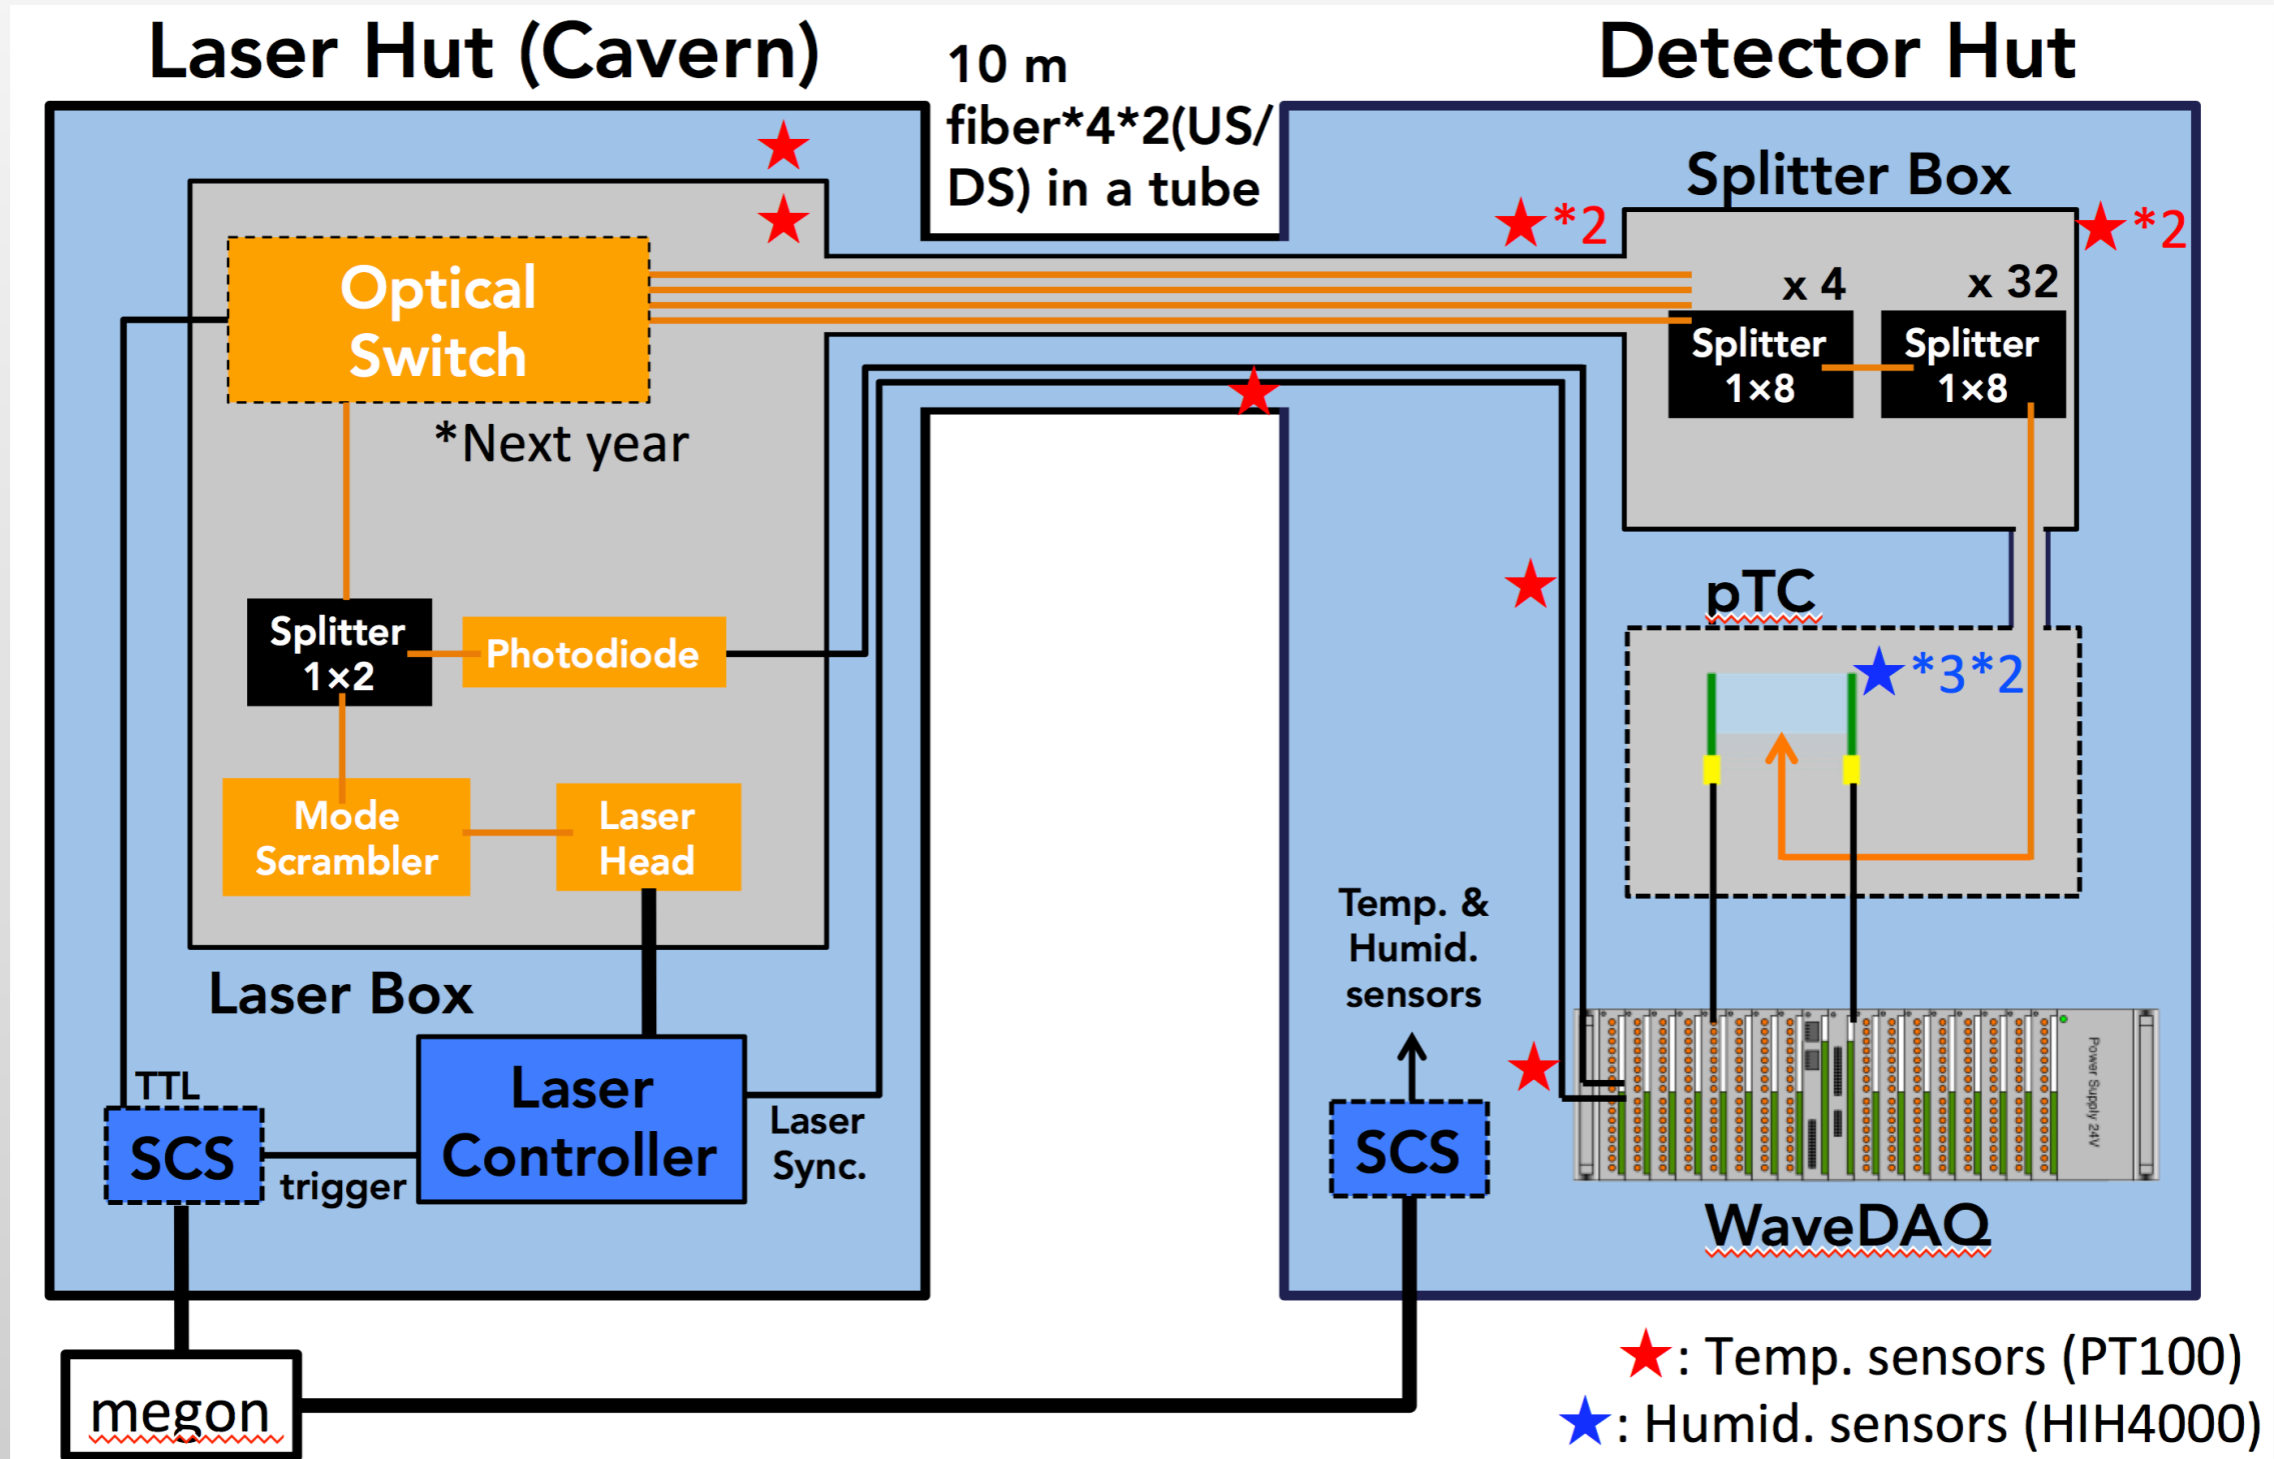 Laser Hut (Cavern)
10 m
fiber*4*2(US/
DS) in a tube
Detector Hut
Splitter Box
*2
*2
Optical
Switch
*Next year
x 4
x 32
Splitter
1×8
Splitter
1×8
Splitter
1×2
Photodiode
pTC
*3*2
Mode
Scrambler
Laser
Head
Laser Box
Temp. &
Humid.
sensors
TTL
SCS
trigger
Laser
Controller
Laser
Sync.
SCS
Power Supply 24V
WaveDAQ
megon
: Temp. sensors (PT100)
: Humid. sensors (HIH4000)